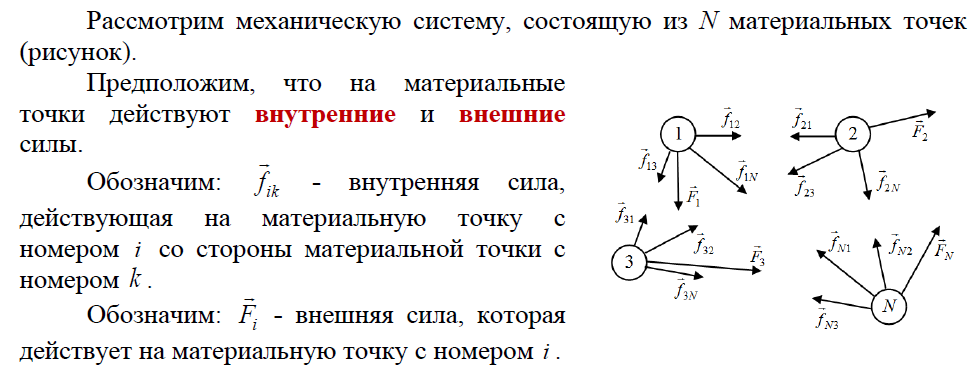 Рассмотрим механическую систему, состоящую из N материальных точек
(рисунок).
Предположим, что на материальные
точки действуют внутренние и внешние
силы.
Обозначим: f⃗ik - внутренняя сила,
действующая на материальную точку с
номером i со стороны материальной точки с
номером k .
Обозначим: F⃗i - внешняя сила, которая
действует на материальную точку с номером i .
1
f⃗12
f⃗13
f⃗1N
F⃗1
2
f⃗21
F⃗2
f⃗23
f⃗2N
3
f⃗31
f⃗32
F⃗3
f⃗3N
N
f⃗N1
f⃗N2
F⃗N
f⃗N3